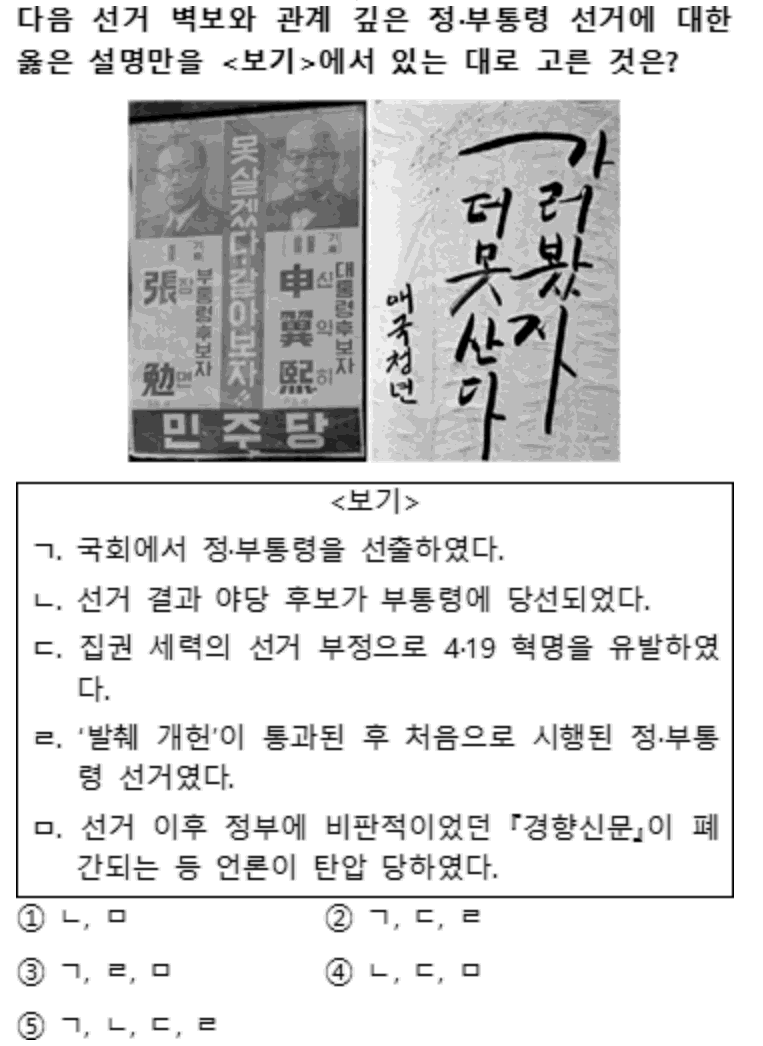 다음 선거 벽보와 관계 깊은 정·부통령 선거에 대한
옳은 설명만을 <보기>에서 있는 대로 고른 것은?
못살겠다 갈아보자
大통령후보자
申翼熙
신익히
부통령후보자
張勉
장면
민주당
가러봤자
더못산다
애국청년
<보기>
ㄱ. 국회에서 정·부통령을 선출하였다.
ㄴ. 선거 결과 야당 후보가 부통령에 당선되었다.
ㄷ. 집권 세력의 선거 부정으로 4·19 혁명을 유발하였
다.
ㄹ. ‘발췌 개헌’이 통과된 후 처음으로 시행된 정·부통
령 선거였다.
ㅁ. 선거 이후 정부에 비판적이었던 『경향신문』이 폐
간되는 등 언론이 탄압 당하였다.
① ㄴ, ㅁ
② ㄱ, ㄷ, ㄹ
③ ㄱ, ㄹ, ㅁ
④ ㄴ, ㄷ, ㅁ
⑤ ㄱ, ㄴ, ㄷ, ㄹ